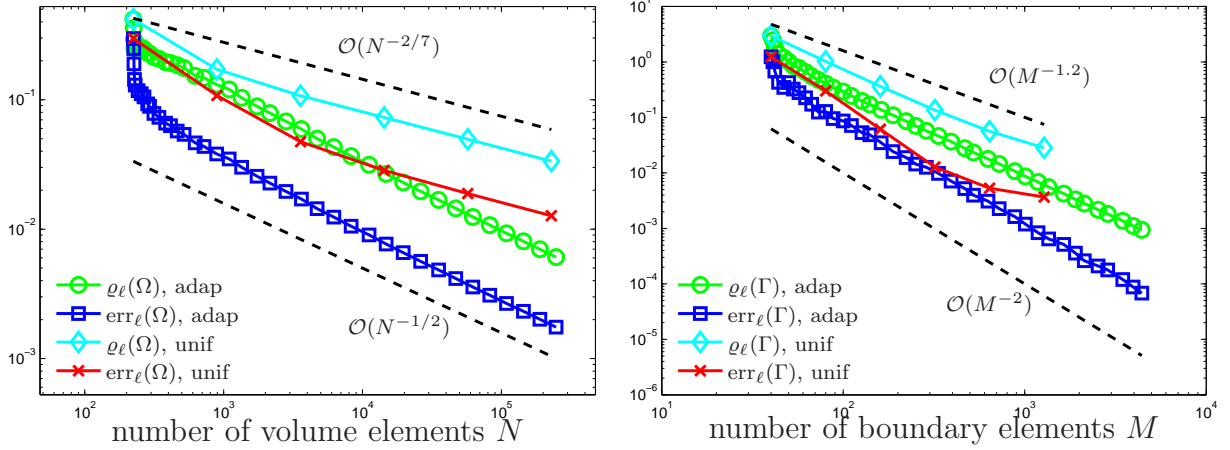 10^{-1}
10^{-2}
10^{-3}
10^2
10^3
10^4
10^5
O(N^{-2/7})
O(N^{-1/2})
ϱ_ℓ(Ω), adap
err_ℓ(Ω), adap
ϱ_ℓ(Ω), unif
err_ℓ(Ω), unif
number of volume elements N
10^1
10^0
10^{-1}
10^{-2}
10^{-3}
10^{-4}
10^{-5}
10^{-6}
10^1
10^2
10^3
10^4
O(M^{-1.2})
O(M^{-2})
ϱ_ℓ(Γ), adap
err_ℓ(Γ), adap
ϱ_ℓ(Γ), unif
err_ℓ(Γ), unif
number of boundary elements M